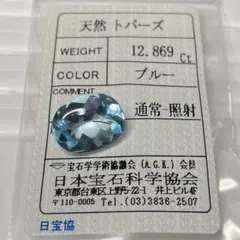 天然 トパーズ
WEIGHT 12.869 Ct
COLOR ブルー
COMMENT
通常-照射
宝石学学術協議会（A.G.K.）会員
日本宝石科学協会
東京都台東区上野5-22-1 井上ビル4F
〒110-0005 Tel.(03)3836-2507
日宝協